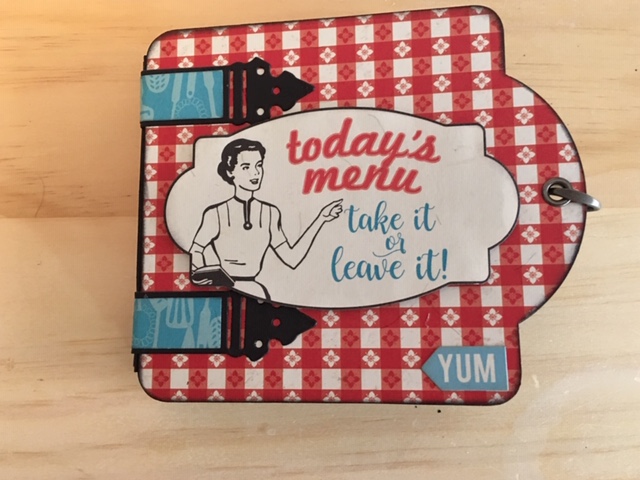 today's
menu
take it
or
leave it!
YUM